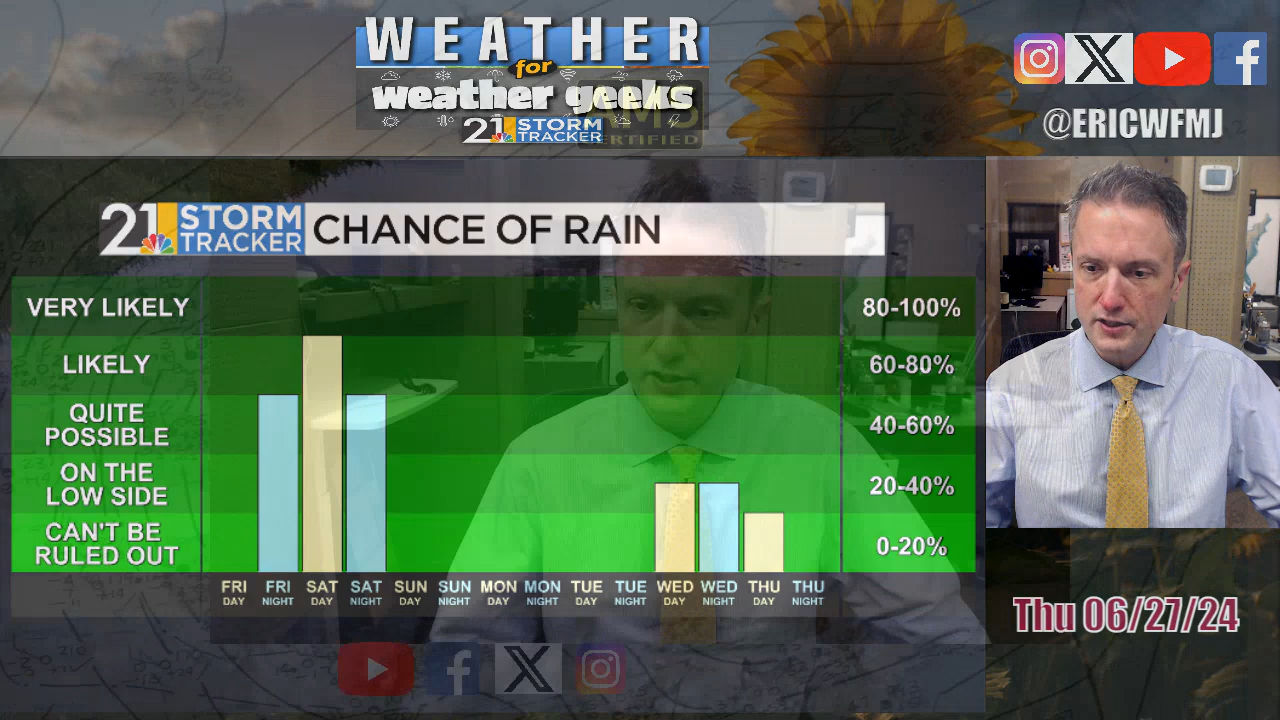 WEATHER
for
weather geeks
21 STORM
TRACKER
CERTIFIED
@ERICWFMJ
21 STORM
TRACKER
CHANCE OF RAIN
VERY LIKELY
80-100%
LIKELY
60-80%
QUITE
POSSIBLE
40-60%
ON THE
LOW SIDE
20-40%
CAN'T BE
RULED OUT
0-20%
FRI FRI SAT SAT SUN SUN MON MON TUE TUE WED WED THU THU
DAY NIGHT DAY NIGHT DAY NIGHT DAY NIGHT DAY NIGHT DAY NIGHT DAY NIGHT
Thu 06/27/24